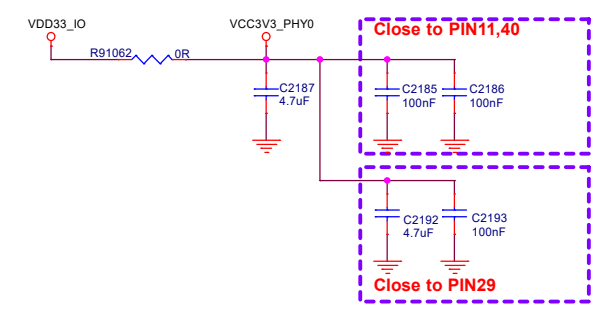 VDD33_IO
VCC3V3_PHY0
Close to PIN11,40
R91062
0R
C2187
4.7uF
C2185
100nF
C2186
100nF
C2192
4.7uF
C2193
100nF
Close to PIN29